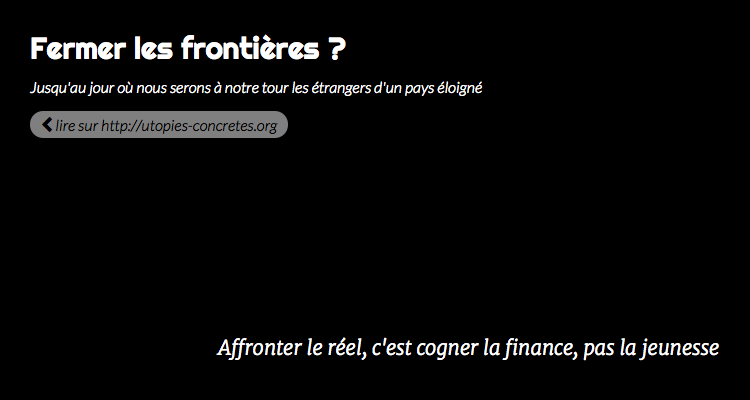 Fermer les frontières ?
Jusqu'au jour où nous serons à notre tour les étrangers d'un pays éloigné
lire sur http://utopies-concretes.org
Affronter le réel, c'est cogner la finance, pas la jeunesse